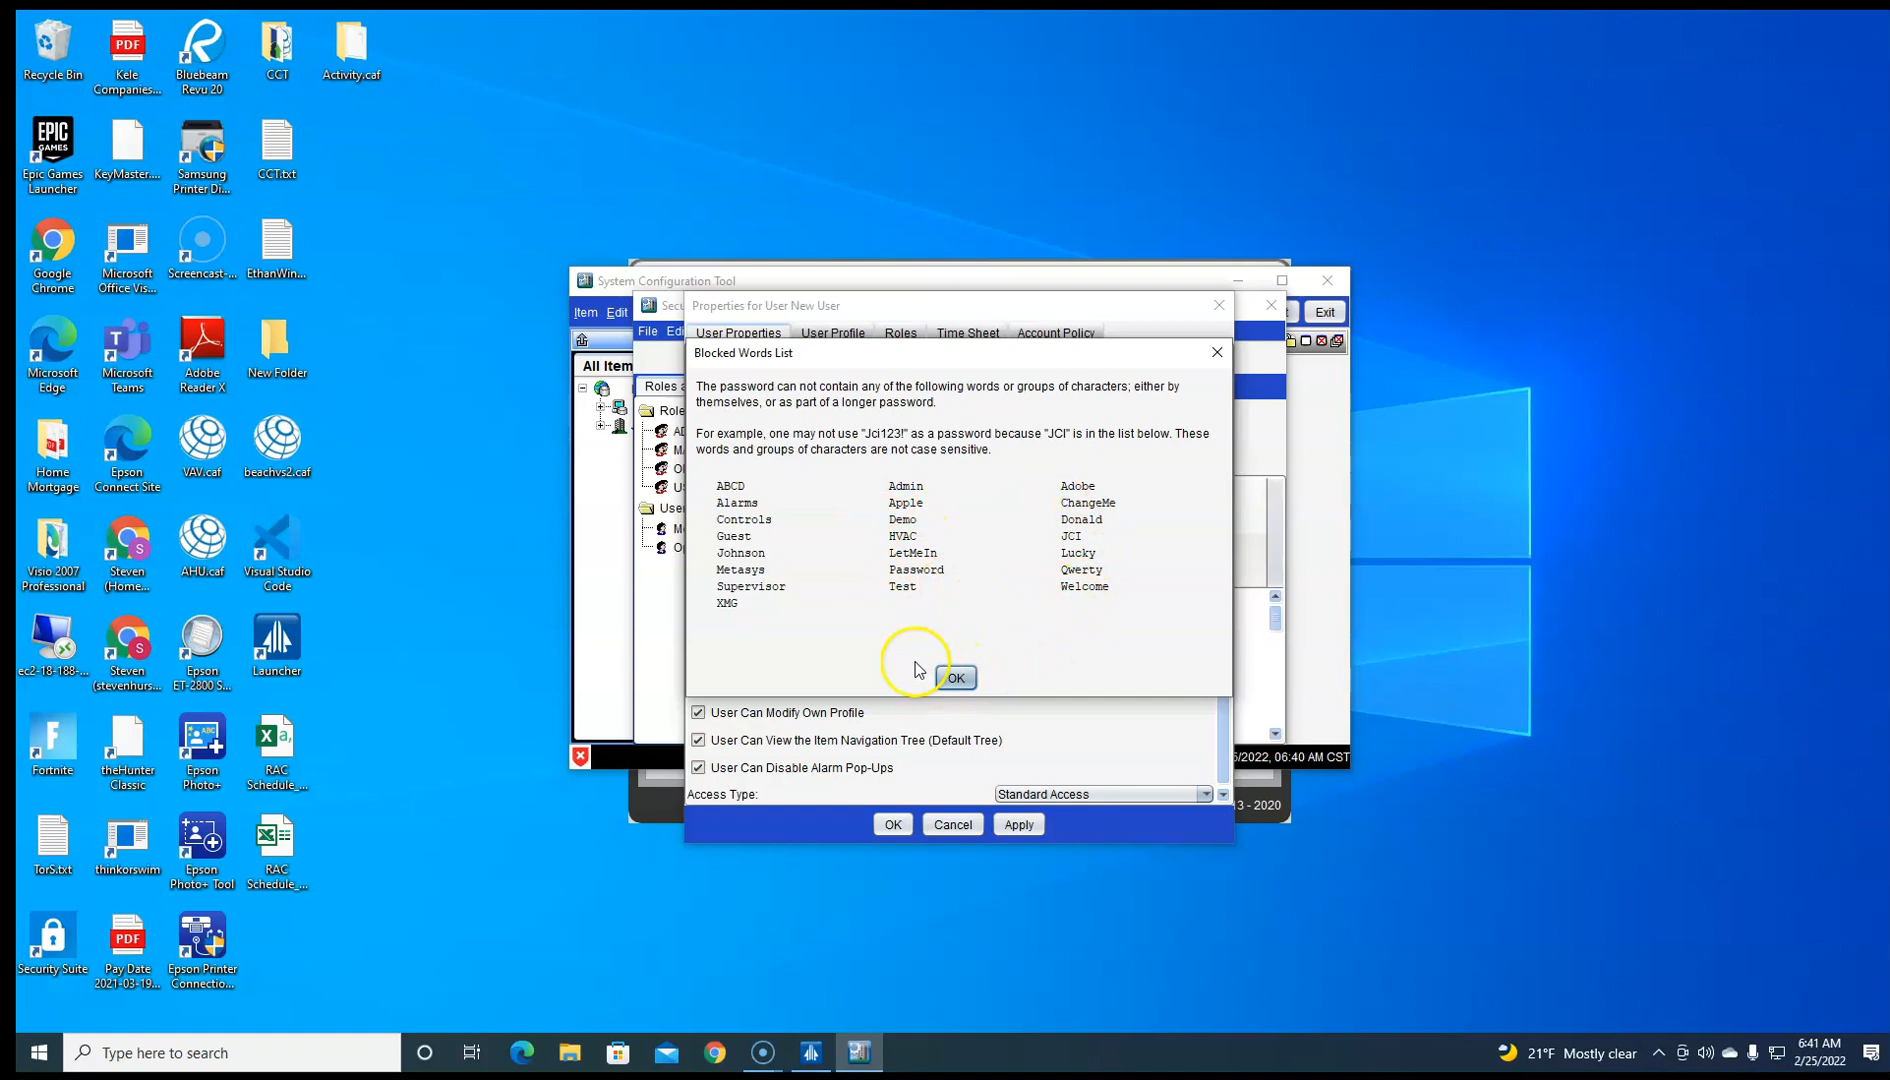 Recycle Bin
Kele
Companies...
Bluebeam
Revu 20
CCT
Activity.caf
PDF
EPIC
GAMES
Epic Games
Launcher
KeyMaster....
Samsung
Printer Di...
CCT.txt
Google
Chrome
Microsoft
Office Vis...
Screencast-...
EthanWin...
Microsoft
Edge
Microsoft
Teams
Adobe
Reader X
New Folder
Home
Mortgage
Epson
Connect Site
VAV.caf
beachvs2.caf
Visio 2007
Professional
Steven
(Home...
AHU.caf
Visual Studio
Code
ec2-18-188-...
Steven
(stevenhurs...
Epson
ET-2800 S...
Launcher
Fortnite
theHunter
Classic
Epson
Photo+
RAC
Schedule_...
TorS.txt
thinkorswim
Epson
Photo+ Tool
RAC
Schedule_...
PDF
Security Suite
Pay Date
2021-03-19...
Epson Printer
Connectio...
System Configuration Tool
Item Edit
Exit
All Item
Secu
File Edi
Roles a
Role
User
Properties for User New User
User Properties User Profile Roles Time Sheet Account Policy
Blocked Words List
The password can not contain any of the following words or groups of characters; either by
themselves, or as part of a longer password.
For example, one may not use "Jci123!" as a password because "JCI" is in the list below. These
words and groups of characters are not case sensitive.
ABCD Admin Adobe
Alarms Apple ChangeMe
Controls Demo Donald
Guest HVAC JCI
Johnson LetMeIn Lucky
Metasys Password Qwerty
Supervisor Test Welcome
XMG
OK
User Can Modify Own Profile
User Can View the Item Navigation Tree (Default Tree)
User Can Disable Alarm Pop-Ups
Access Type: Standard Access
OK Cancel Apply
5/2022, 06:40 AM CST
13 - 2020
Type here to search
21°F Mostly clear
6:41 AM
2/25/2022